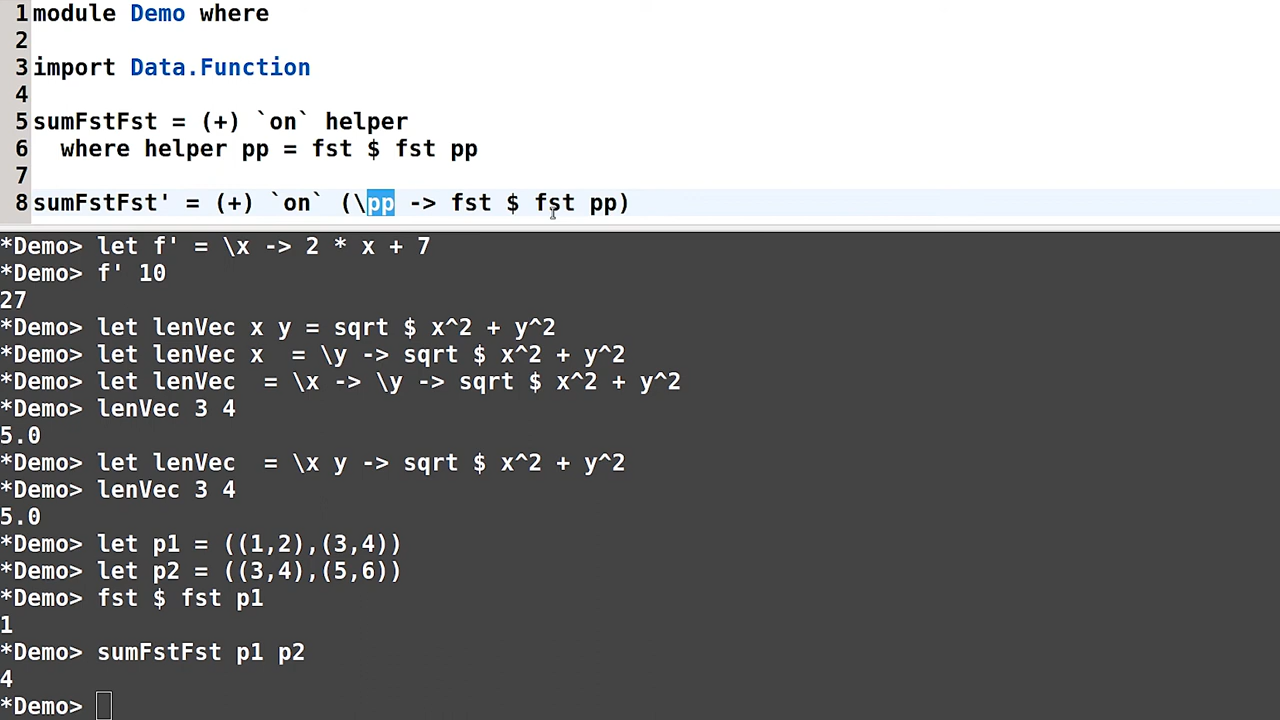 1 module Demo where
2
3 import Data.Function
4
5 sumFstFst = (+) `on` helper
6   where helper pp = fst $ fst pp
7
8 sumFstFst' = (+) `on` (\pp -> fst $ fst pp)
*Demo> let f' = \x -> 2 * x + 7
*Demo> f' 10
27
*Demo> let lenVec x y = sqrt $ x^2 + y^2
*Demo> let lenVec x  = \y -> sqrt $ x^2 + y^2
*Demo> let lenVec  = \x -> \y -> sqrt $ x^2 + y^2
*Demo> lenVec 3 4
5.0
*Demo> let lenVec  = \x y -> sqrt $ x^2 + y^2
*Demo> lenVec 3 4
5.0
*Demo> let p1 = ((1,2),(3,4))
*Demo> let p2 = ((3,4),(5,6))
*Demo> fst $ fst p1
1
*Demo> sumFstFst p1 p2
4
*Demo>